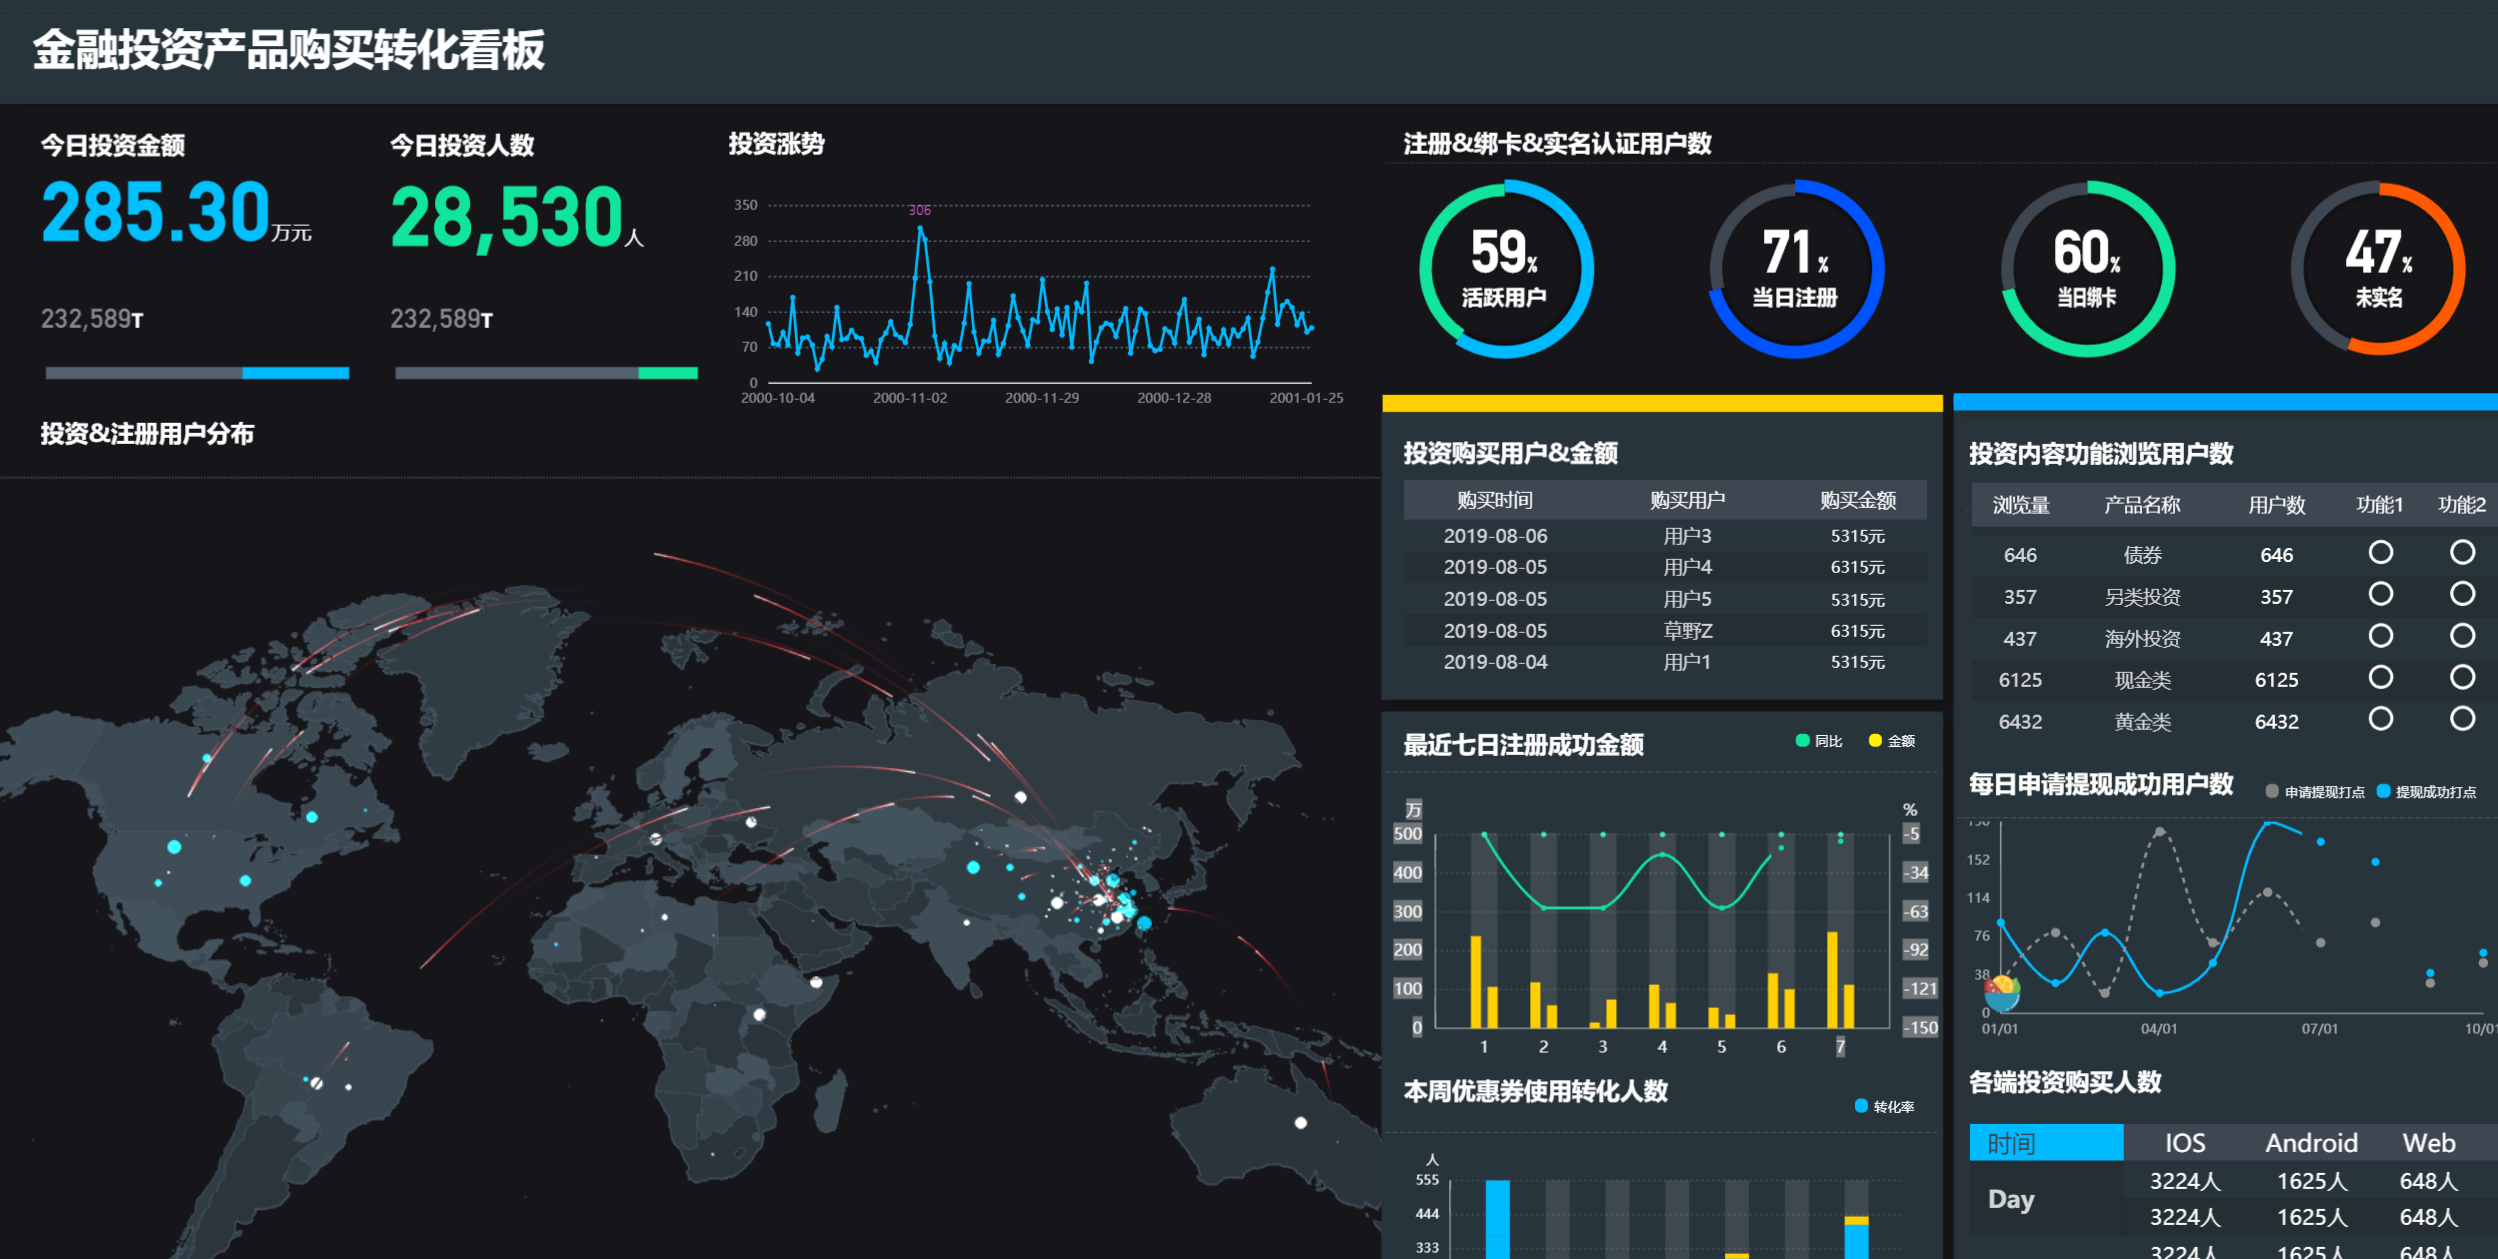 金融投资产品购买转化看板
今日投资金额
285.30万元
232,589T
今日投资人数
28,530人
232,589T
投资涨势
350
280
210
140
70
0
306
2000-10-04 2000-11-02 2000-11-29 2000-12-28 2001-01-25
注册&绑卡&实名认证用户数
59%
活跃用户
71%
当日注册
60%
当日绑卡
47%
未实名
投资&注册用户分布
投资购买用户&金额
购买时间 购买用户 购买金额
2019-08-06 用户3 5315元
2019-08-05 用户4 6315元
2019-08-05 用户5 5315元
2019-08-05 草野Z 6315元
2019-08-04 用户1 5315元
投资内容功能浏览用户数
浏览量 产品名称 用户数 功能1 功能2
646 债券 646
357 另类投资 357
437 海外投资 437
6125 现金类 6125
6432 黄金类 6432
最近七日注册成功金额
同比 金额
万 %
500 -5
400 -34
300 -63
200 -92
100 -121
0 -150
1 2 3 4 5 6 7
每日申请提现成功用户数
申请提现打点 提现成功打点
190
152
114
76
38
0
01/01 04/01 07/01 10/01
本周优惠券使用转化人数
转化率
人
555
444
333
各端投资购买人数
时间 IOS Android Web
Day
3224人 1625人 648人
3224人 1625人 648人
3224人 1625人 648人